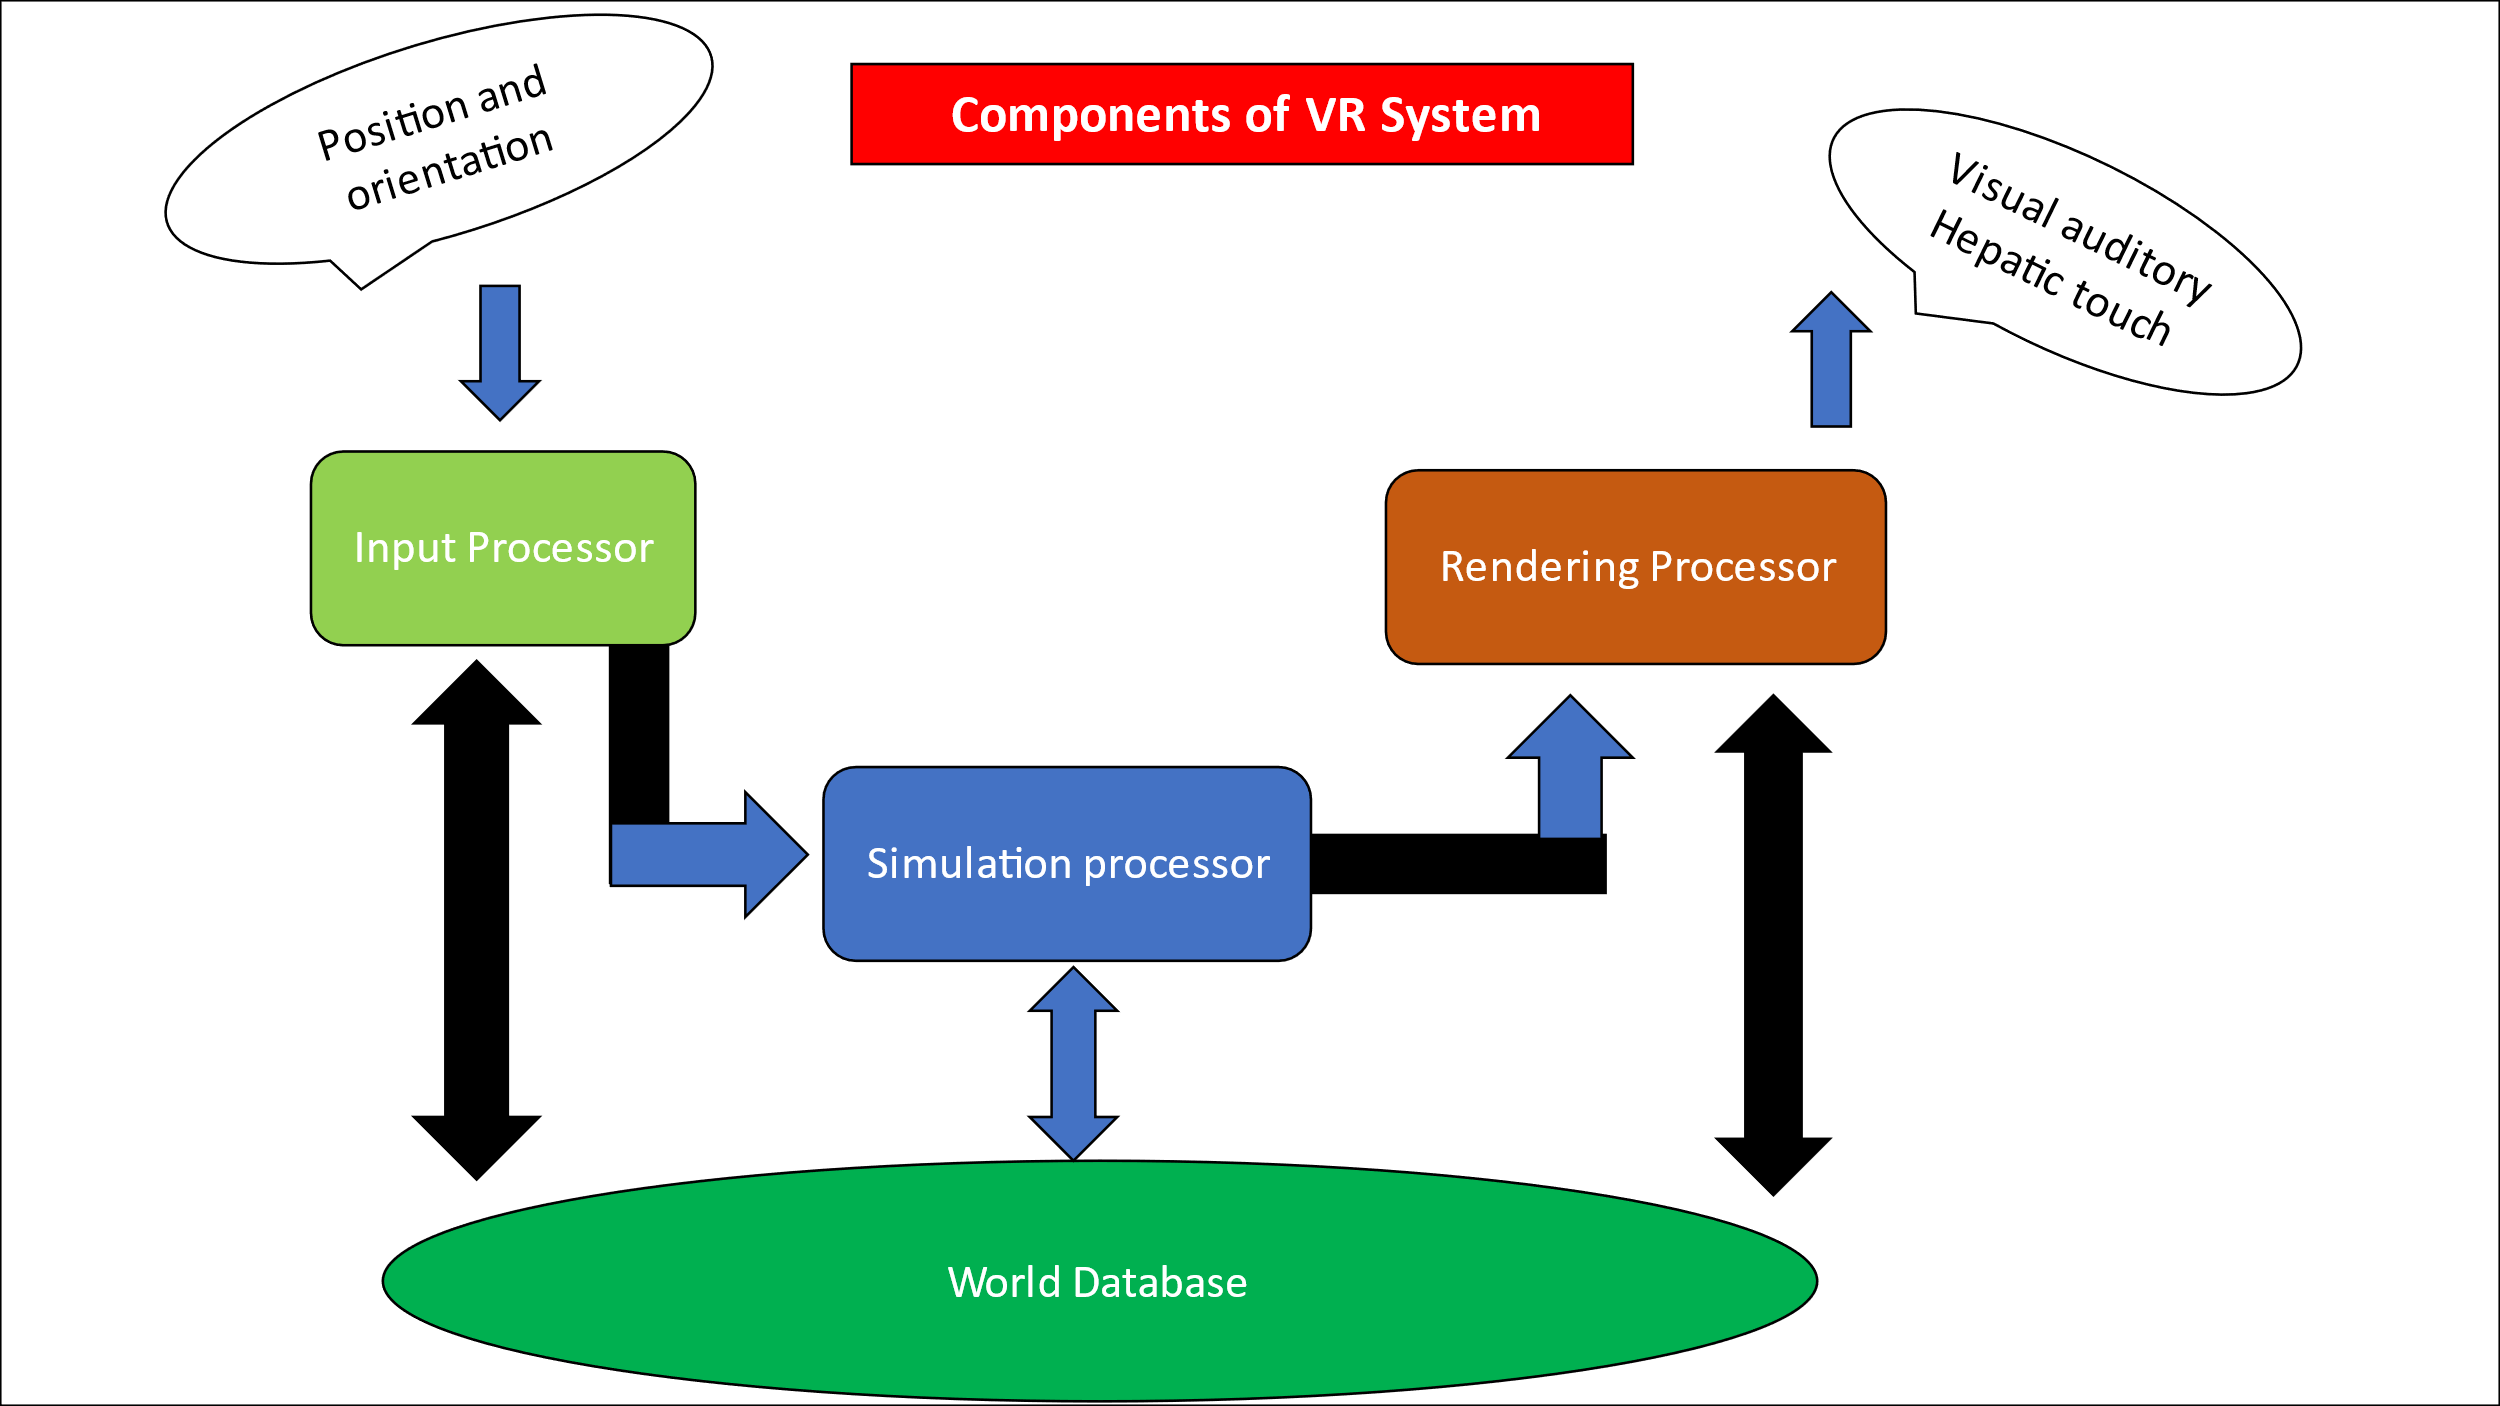 Components of VR System
Position and
orientation
Visual auditory
Hepatic touch
Input Processor
Rendering Processor
Simulation processor
World Database